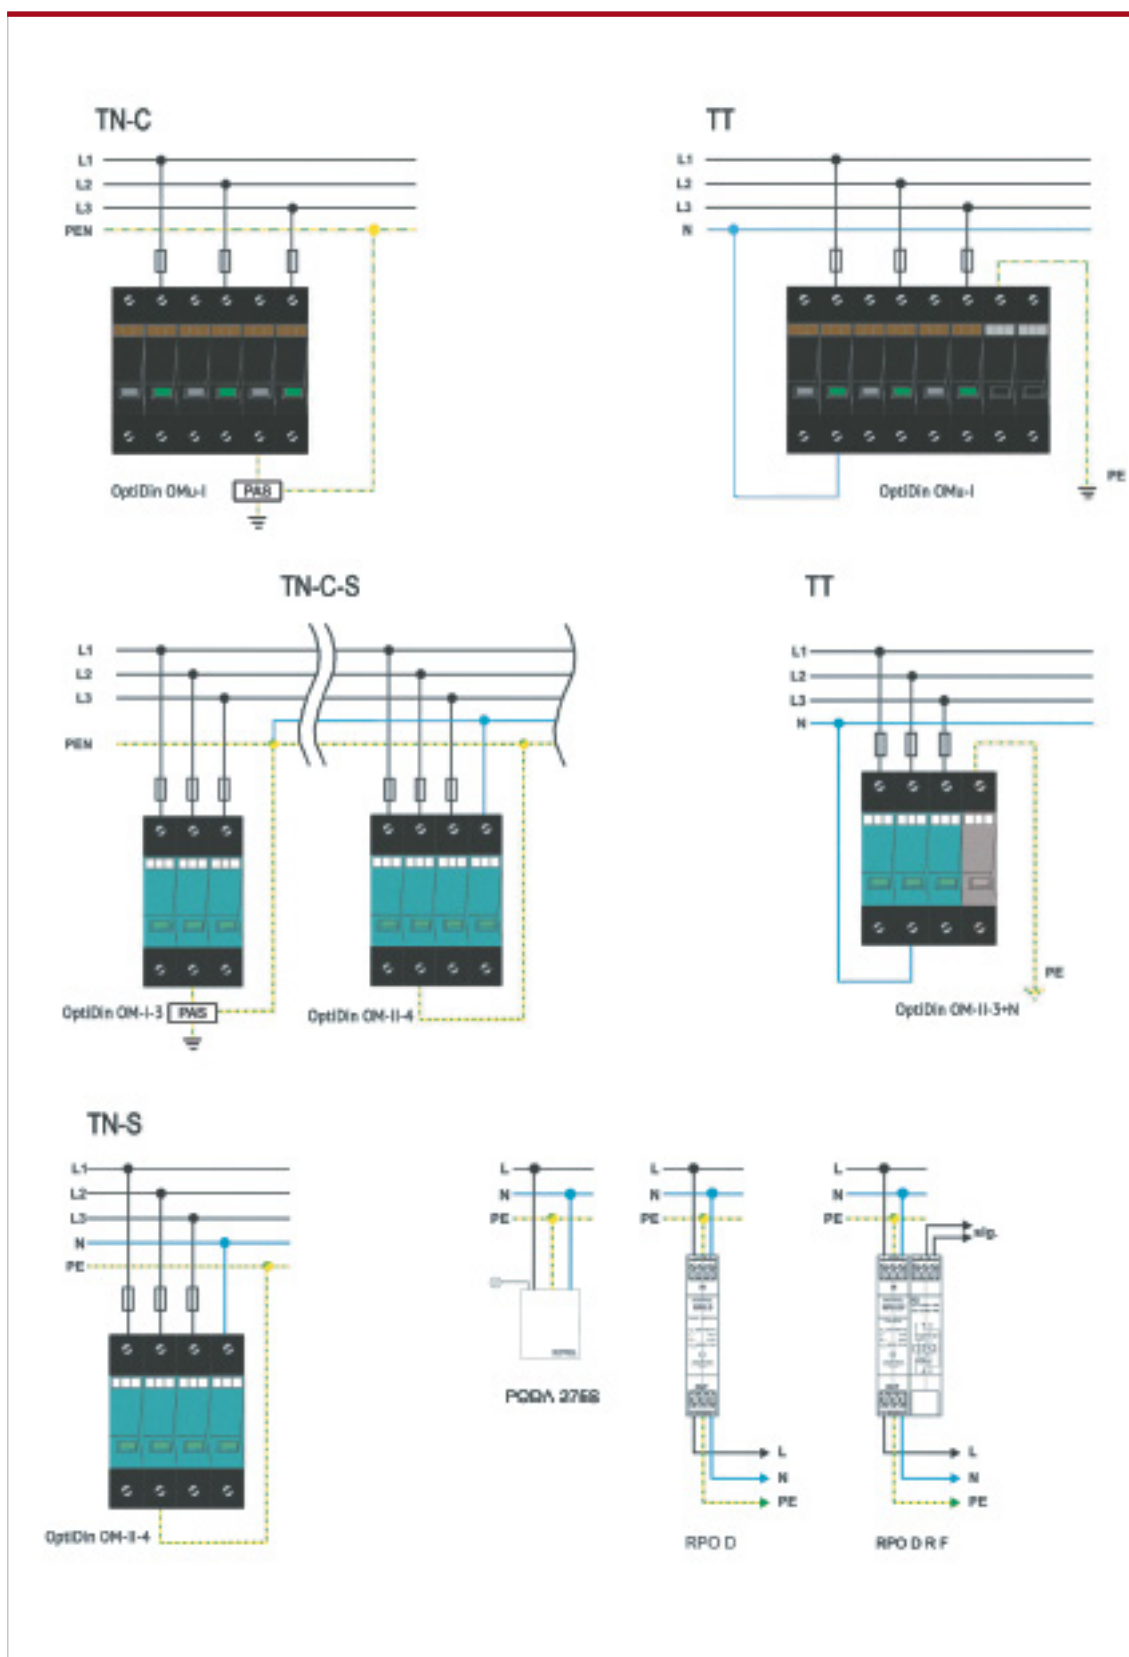 TN-C
L1
L2
L3
PEN
OptiDin OMu-I
TT
L1
L2
L3
N
OptiDin OMu-I
PE
TN-C-S
L1
L2
L3
PEN
OptiDin OM-I-3
OptiDin OM-II-4
TT
L1
L2
L3
N
PE
OptiDin OM-II-3+N
TN-S
L1
L2
L3
N
PE
OptiDin OM-II-4
L
N
PE
L
N
PE
L
N
PE
RPO D
L
N
PE
sig.
L
N
PE
RPO D R F